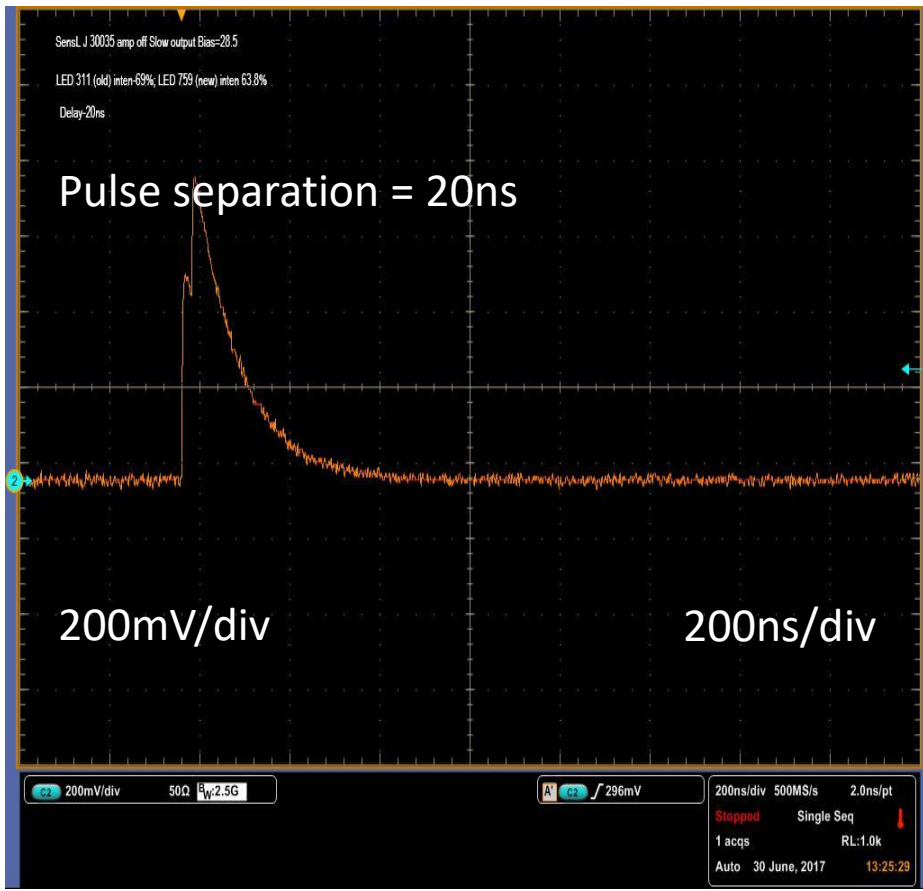 SensL J 30035 amp off Slow output Bias=28.5
LED 311 (old) inten-69%; LED 759 (new) inten 63.8%
Delay-20ns
Pulse separation = 20ns
2
200mV/div
200ns/div
C2 200mV/div 50Ω BW:2.5G
A' C2 296mV
200ns/div 500MS/s 2.0ns/pt
Stopped Single Seq
1 acqs RL:1.0k
Auto 30 June, 2017 13:25:29